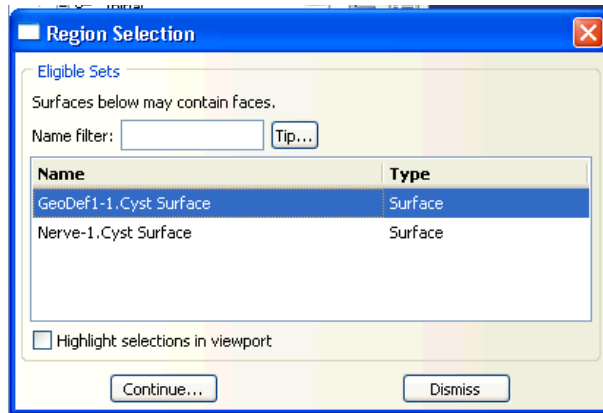 Region Selection
Eligible Sets
Surfaces below may contain faces.
Name filter: Tip...
Name Type
GeoDef1-1.Cyst Surface Surface
Nerve-1.Cyst Surface Surface
Highlight selections in viewport
Continue... Dismiss